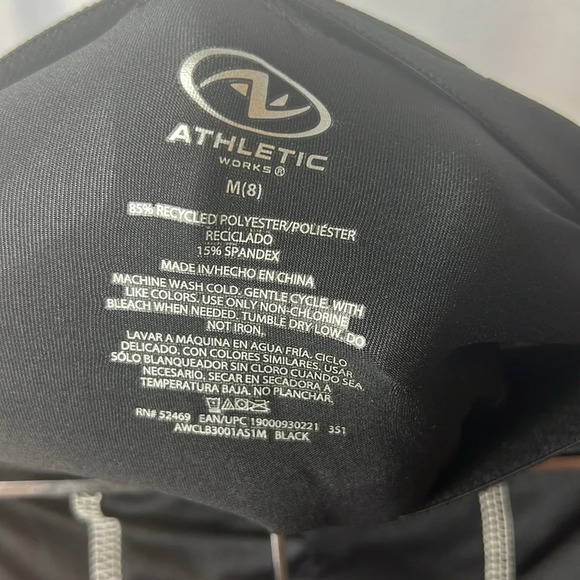 ATHLETIC
WORKS®
M(8)
85% RECYCLED POLYESTER/POLIÉSTER
RECICLADO
15% SPANDEX
MADE IN/HECHO EN CHINA
MACHINE WASH COLD. GENTLE CYCLE. WITH
LIKE COLORS. USE ONLY NON-CHLORINE
BLEACH WHEN NEEDED. TUMBLE DRY LOW. DO
NOT IRON.
LAVAR A MÁQUINA EN AGUA FRÍA. CICLO
DELICADO. CON COLORES SIMILARES. USAR
SÓLO BLANQUEADOR SIN CLORO CUANDO SEA
NECESARIO. SECAR EN SECADORA A
TEMPERATURA BAJA. NO PLANCHAR.
RN# 52469 EAN/UPC 19000930221 3S1
AWCLB3001AS1M BLACK